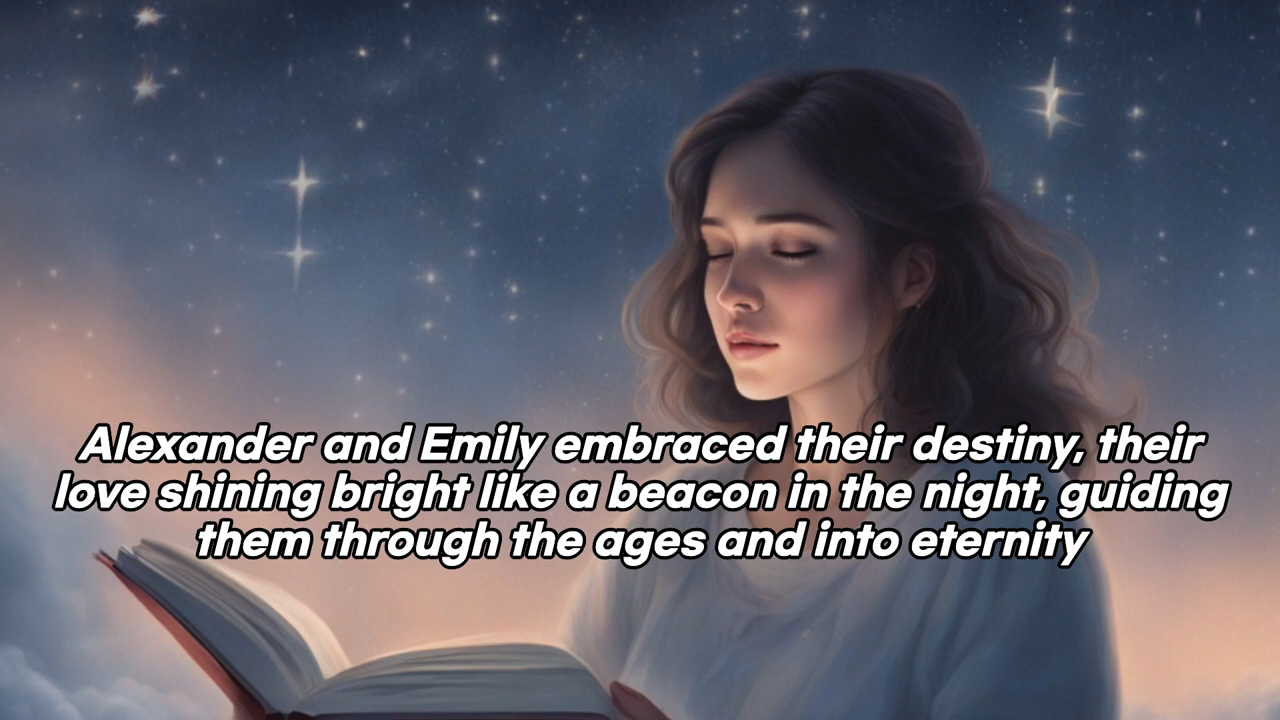 Alexander and Emily embraced their destiny, their
love shining bright like a beacon in the night, guiding
them through the ages and into eternity